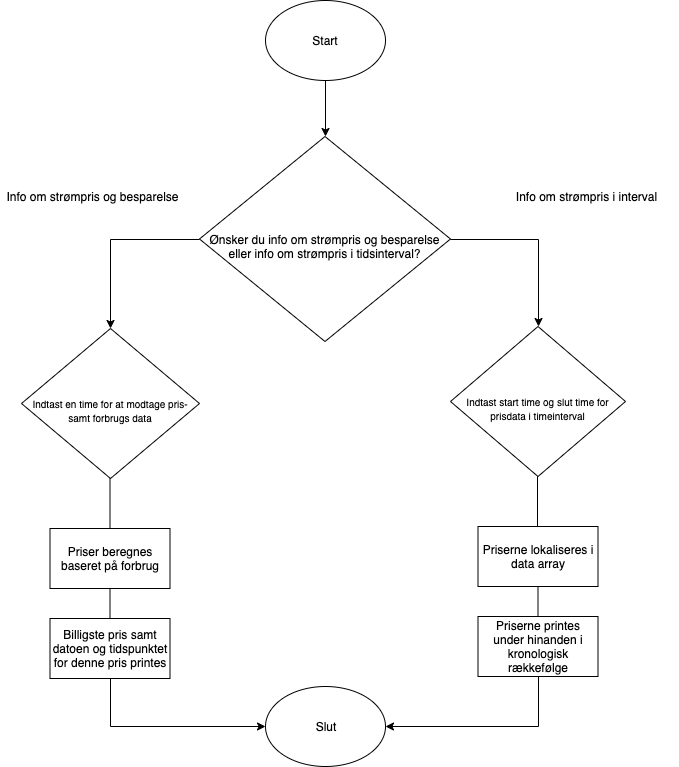 Start
Info om strømpris og besparelse
Info om strømpris i interval
Ønsker du info om strømpris og besparelse
eller info om strømpris i tidsinterval?
Indtast en time for at modtage pris-
samt forbrugs data
Indtast start time og slut time for
prisdata i timeinterval
Priser beregnes
baseret på forbrug
Priserne lokaliseres i
data array
Billigste pris samt
datoen og tidspunktet
for denne pris printes
Priserne printes
under hinanden i
kronologisk
rækkefølge
Slut